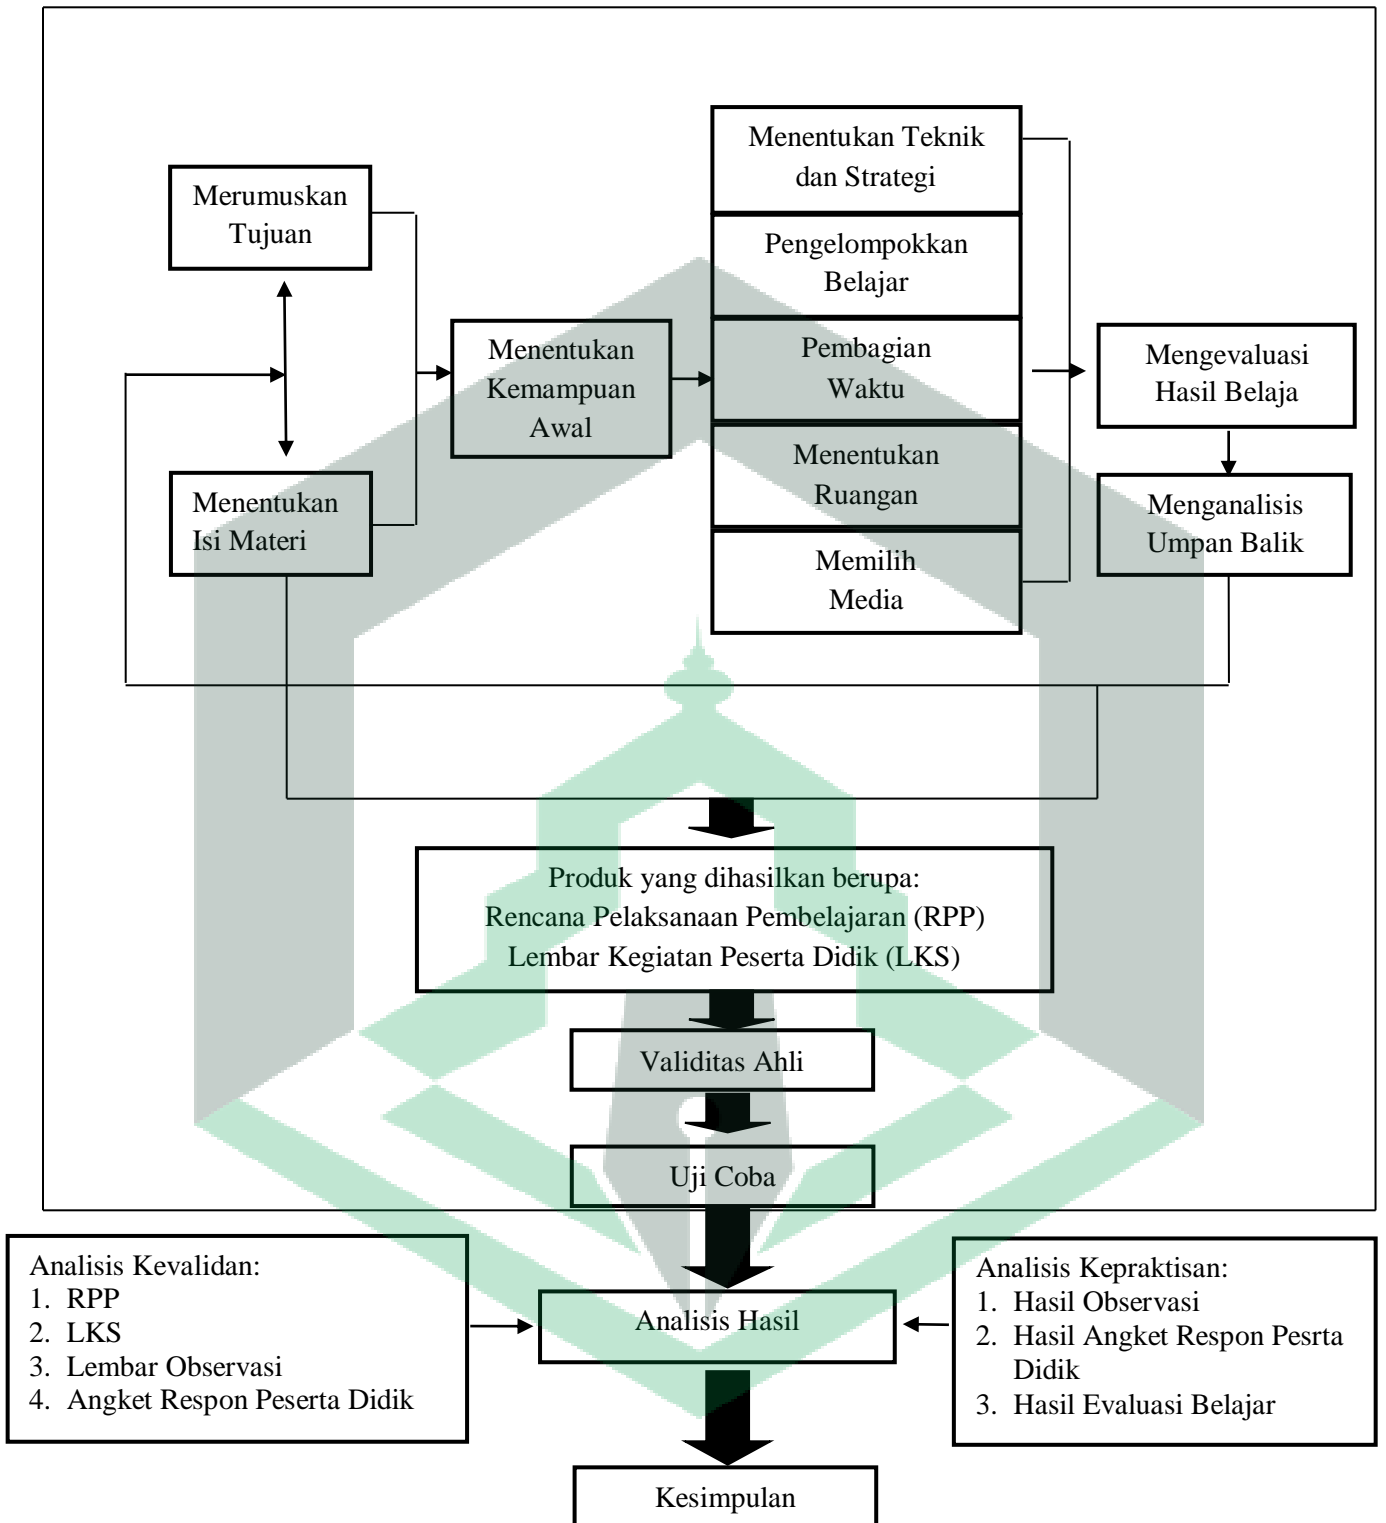 Merumuskan
Tujuan
Menentukan
Isi Materi
Menentukan
Kemampuan
Awal
Menentukan Teknik
dan Strategi
Pengelompokkan
Belajar
Pembagian
Waktu
Menentukan
Ruangan
Memilih
Media
Mengevaluasi
Hasil Belaja
Menganalisis
Umpan Balik
Produk yang dihasilkan berupa:
Rencana Pelaksanaan Pembelajaran (RPP)
Lembar Kegiatan Peserta Didik (LKS)
Validitas Ahli
Uji Coba
Analisis Kevalidan:
1. RPP
2. LKS
3. Lembar Observasi
4. Angket Respon Peserta Didik
Analisis Hasil
Analisis Kepraktisan:
1. Hasil Observasi
2. Hasil Angket Respon Pesrta
Didik
3. Hasil Evaluasi Belajar
Kesimpulan